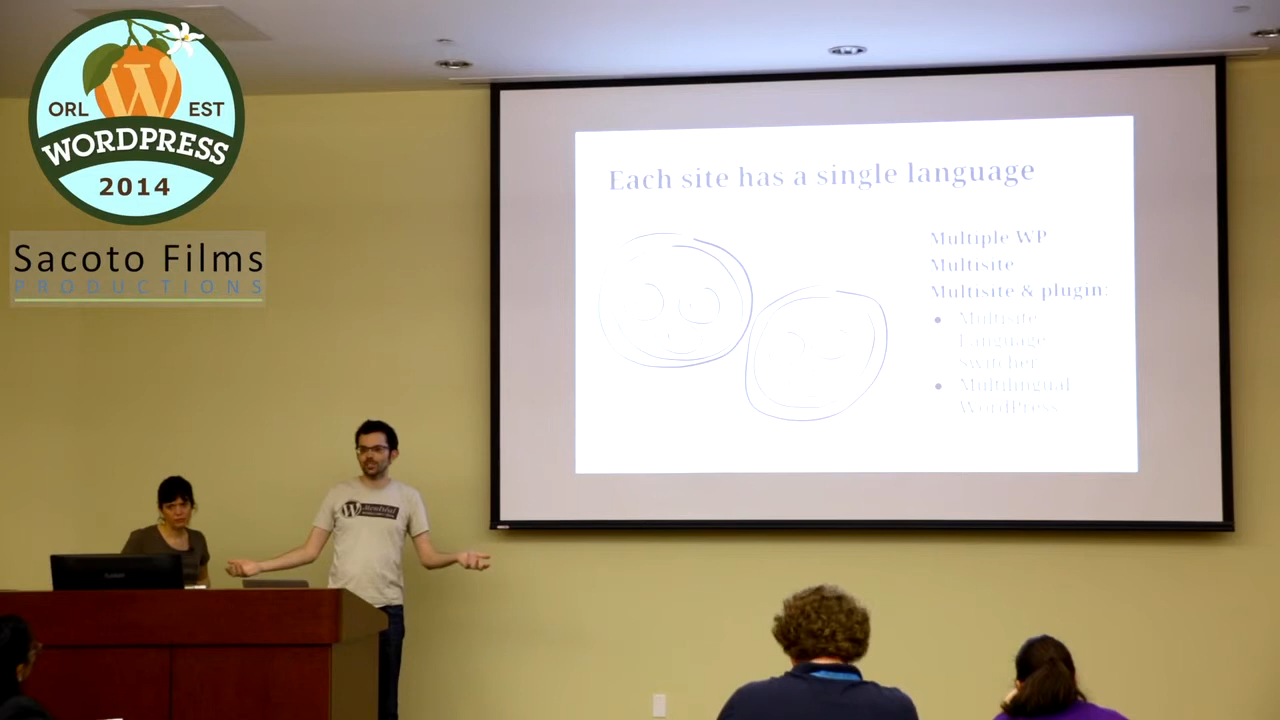 ORL W EST
WORDPRESS
2014
Sacoto Films
PRODUCTIONS
Each site has a single language
Multiple WP
Multisite
Multisite & plugin:
• Multisite
Language
switcher
• Multilingual
WordPress
Montréal